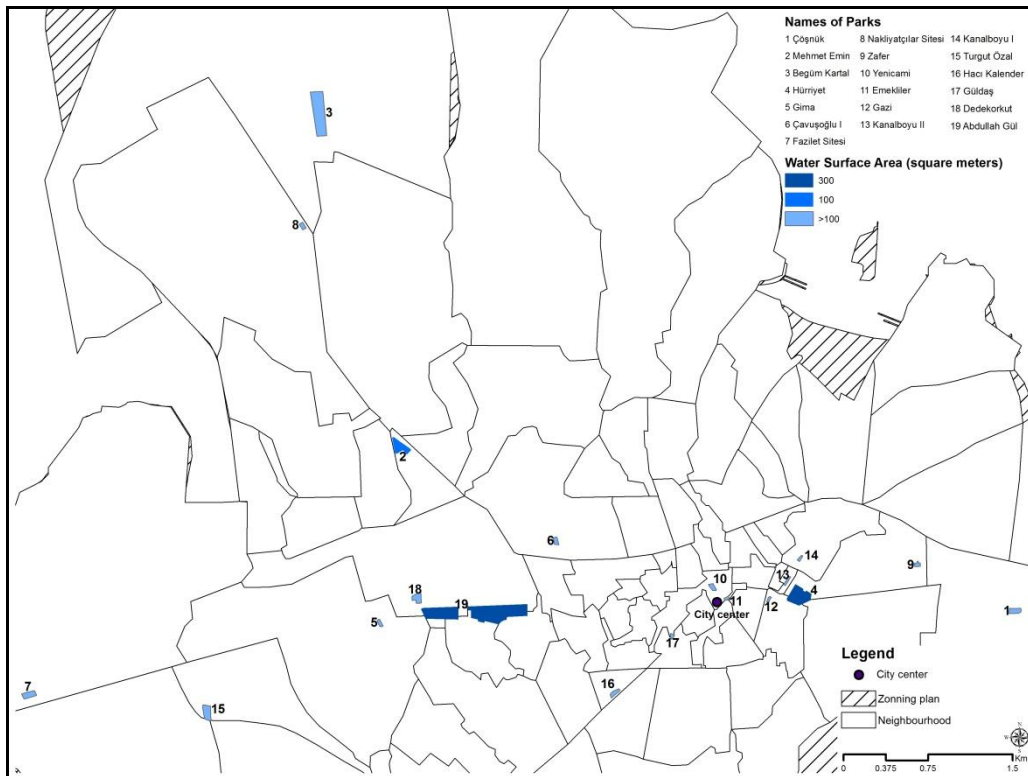 Names of Parks
1 Çöşnük 8 Nakliyatçılar Sitesi 14 Kanalboyu I
2 Mehmet Emin 9 Zafer 15 Turgut Özal
3 Begüm Kartal 10 Yenicami 16 Hacı Kalender
4 Hürriyet 11 Emekliler 17 Güldaş
5 Gima 12 Gazi 18 Dedekorkut
6 Çavuşoğlu I 13 Kanalboyu II 19 Abdullah Gül
7 Fazilet Sitesi
Water Surface Area (square meters)
300
100
>100
3
8
2
6
14
9
13
10
4
18
19
11
12
1
5
City center
17
7
16
15
Legend
City center
Zonning plan
Neighbourhood
N
W
S
Km
0 0.375 0.75 1.5